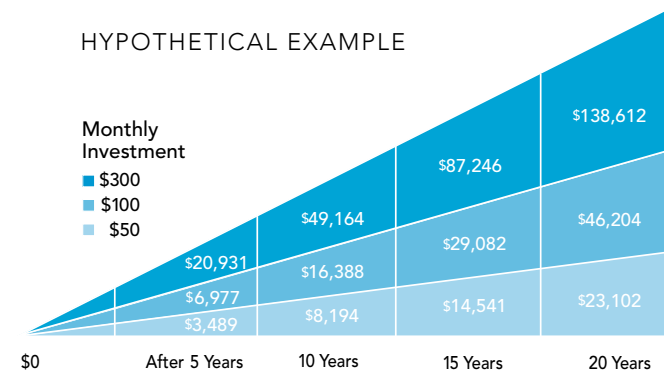 HYPOTHETICAL EXAMPLE
Monthly
Investment
$300
$100
$50
$138,612
$87,246
$49,164
$20,931
$46,204
$29,082
$16,388
$6,977
$23,102
$14,541
$8,194
$3,489
$0
After 5 Years
10 Years
15 Years
20 Years